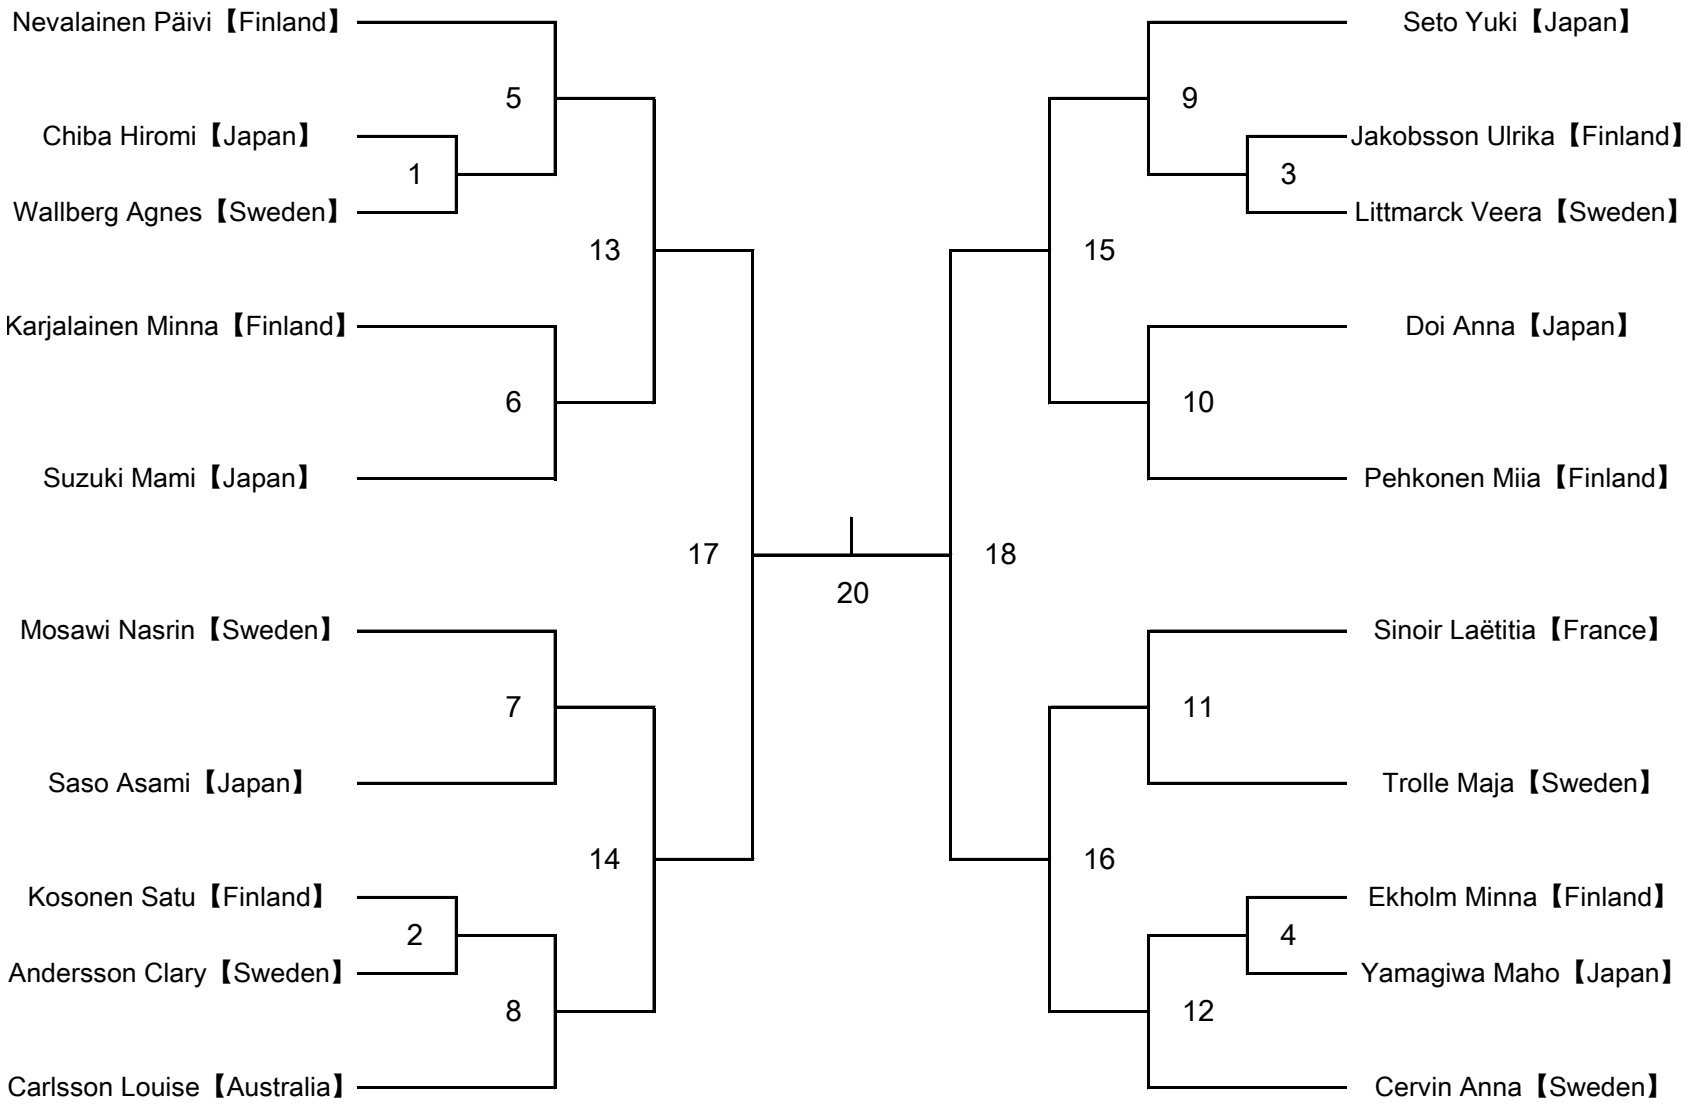 Nevalainen Päivi【Finland】
Seto Yuki【Japan】
5
9
Chiba Hiromi【Japan】
Jakobsson Ulrika【Finland】
1
3
Wallberg Agnes【Sweden】
Littmarck Veera【Sweden】
13
15
Karjalainen Minna【Finland】
Doi Anna【Japan】
6
10
Suzuki Mami【Japan】
Pehkonen Miia【Finland】
17
18
20
Mosawi Nasrin【Sweden】
Sinoir Laëtitia【France】
7
11
Saso Asami【Japan】
Trolle Maja【Sweden】
14
16
Kosonen Satu【Finland】
Ekholm Minna【Finland】
2
4
Andersson Clary【Sweden】
Yamagiwa Maho【Japan】
8
12
Carlsson Louise【Australia】
Cervin Anna【Sweden】